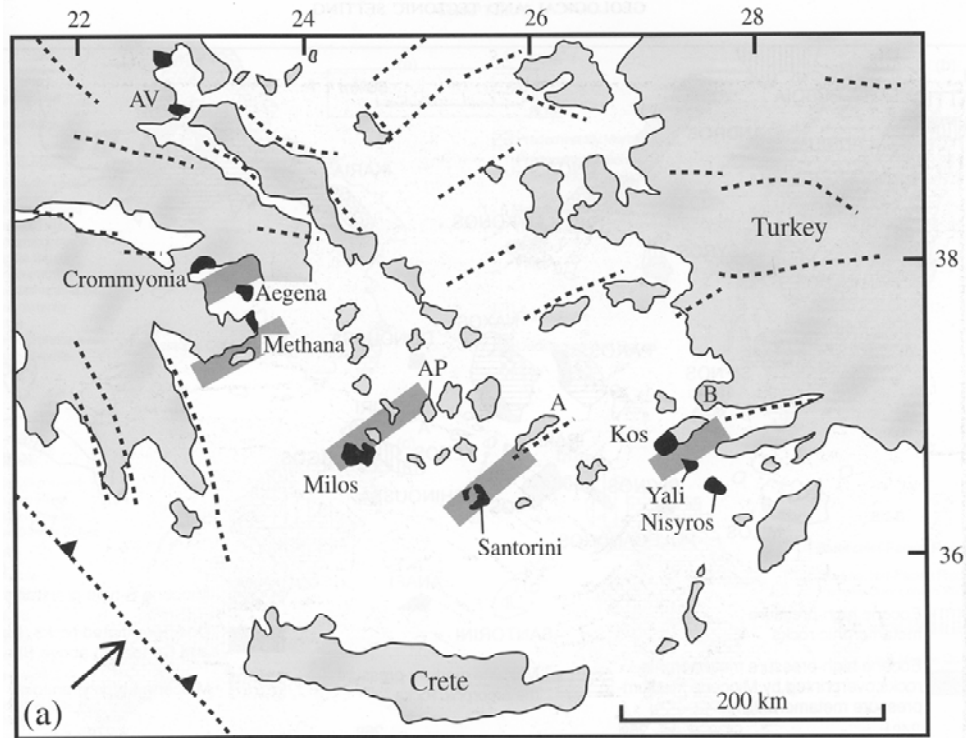 22
24
26
28
AV
Turkey
38
Crommyonia
Aegena
Methana
AP
A
B
Kos
Milos
Yali
Nisyros
Santorini
36
Crete
200 km
(a)